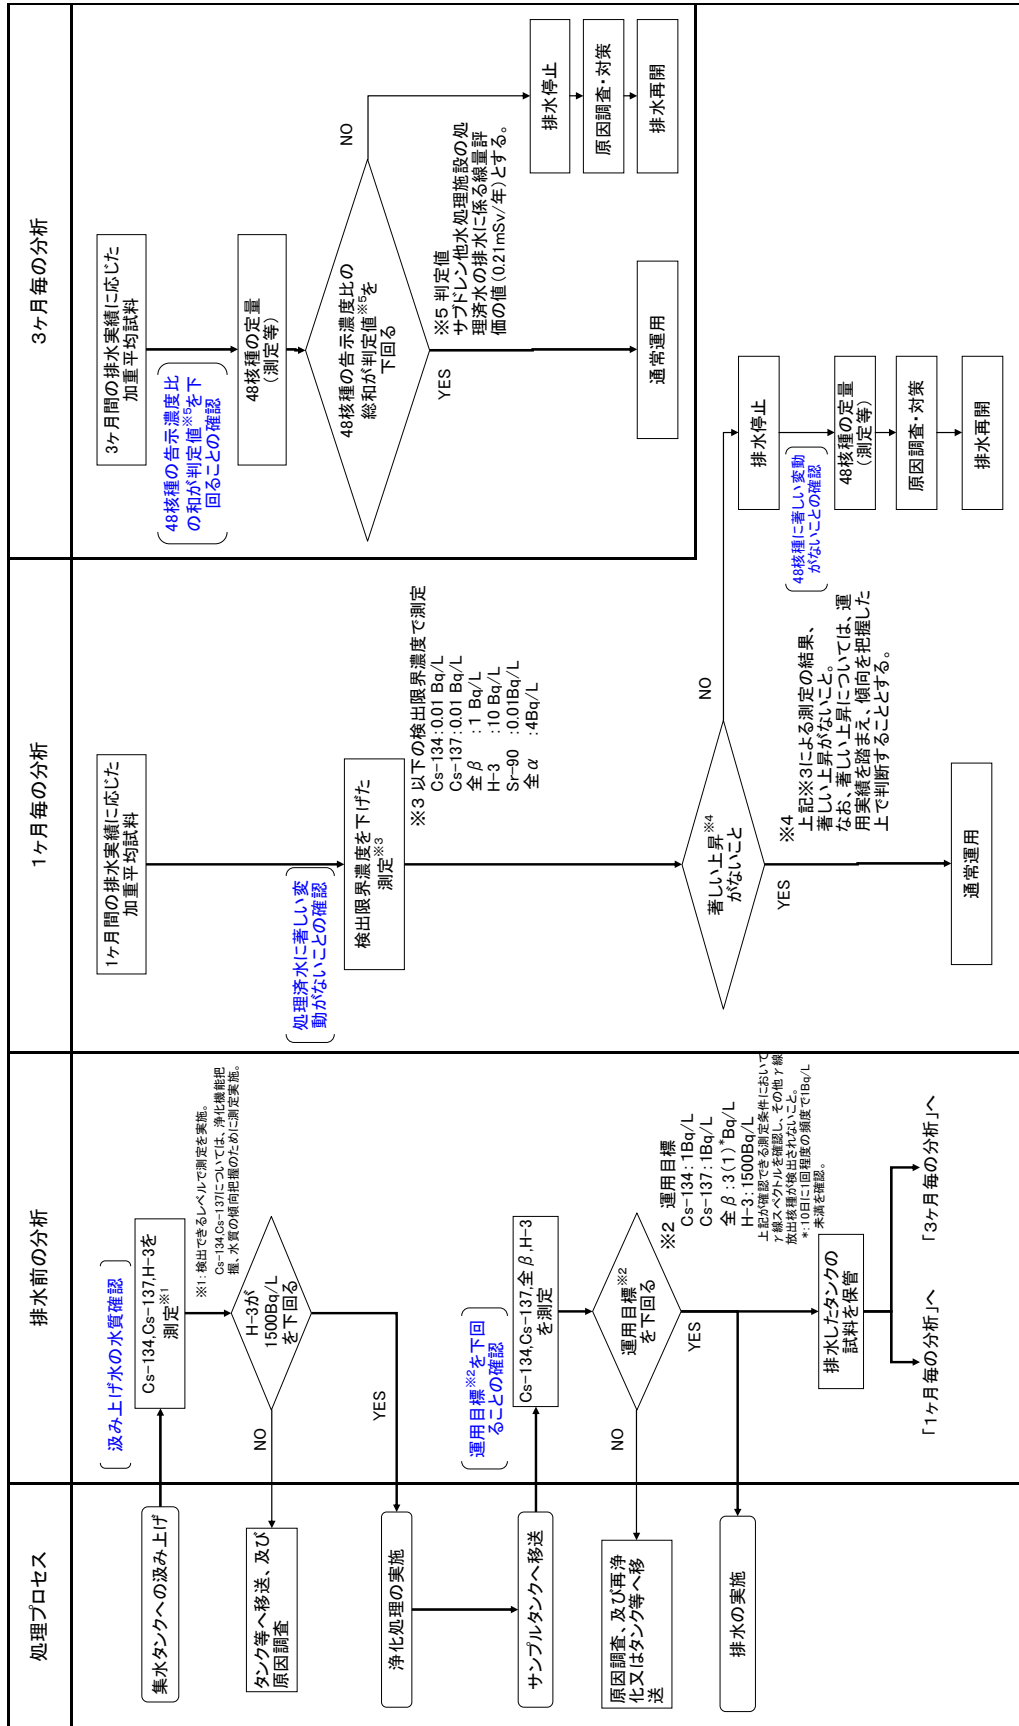 処理プロセス
集水タンクへの汲み上げ
タンク等へ移送、及び
原因調査
浄化処理の実施
サンプルタンクへ移送
原因調査、及び再浄
化又はタンク等へ移
送
排水の実施
排水前の分析
汲み上げ水の水質確認
Cs-134,Cs-137,H-3を
測定※1
※1:検出できるレベルで測定を実施。
Cs-134,Cs-137については、浄化機能把
握、水質の傾向把握のために測定実施。
H-3が
1500Bq/L
を下回る
NO
YES
運用目標※2を下回
ることの確認
Cs-134,Cs-137,全β,H-3
を測定
運用目標※2
を下回る
NO
YES
※2 運用目標
Cs-134:1Bq/L
Cs-137:1Bq/L
全β:3(1)*Bq/L
H-3:1500Bq/L
上記が確認できる測定条件において
γ線スペクトルを確認し、その他γ線
放出核種が検出されないこと。
*:10日に1回程度の頻度で1Bq/L
未満を確認。
排水したタンクの
試料を保管
「1ヶ月毎の分析」へ
「3ヶ月毎の分析」へ
1ヶ月毎の分析
1ヶ月間の排水実績に応じた
加重平均試料
処理済水に著しい変
動がないことの確認
検出限界濃度を下げた
測定※3
※3 以下の検出限界濃度で測定
Cs-134:0.01 Bq/L
Cs-137:0.01 Bq/L
全β :1 Bq/L
H-3 :10 Bq/L
Sr-90 :0.01Bq/L
全α :4Bq/L
著しい上昇※4
がないこと
NO
YES
※4
上記※3による測定の結果、
著しい上昇がないこと。
なお、著しい上昇については、運
用実績を踏まえ、傾向を把握した
上で判断することとする。
通常運用
排水停止
48核種に著しい変動
がないことの確認
48核種の定量
(測定等)
原因調査・対策
排水再開
3ヶ月毎の分析
3ヶ月間の排水実績に応じた
加重平均試料
48核種の告示濃度比
の和が判定値※5を下
回ることの確認
48核種の定量
(測定等)
48核種の告示濃度比の
総和が判定値※5を
下回る
NO
YES
※5 判定値
サブドレン他水処理施設の処
理済水の排水に係る線量評
価の値(0.21mSv/年)とする。
通常運用
排水停止
原因調査・対策
排水再開